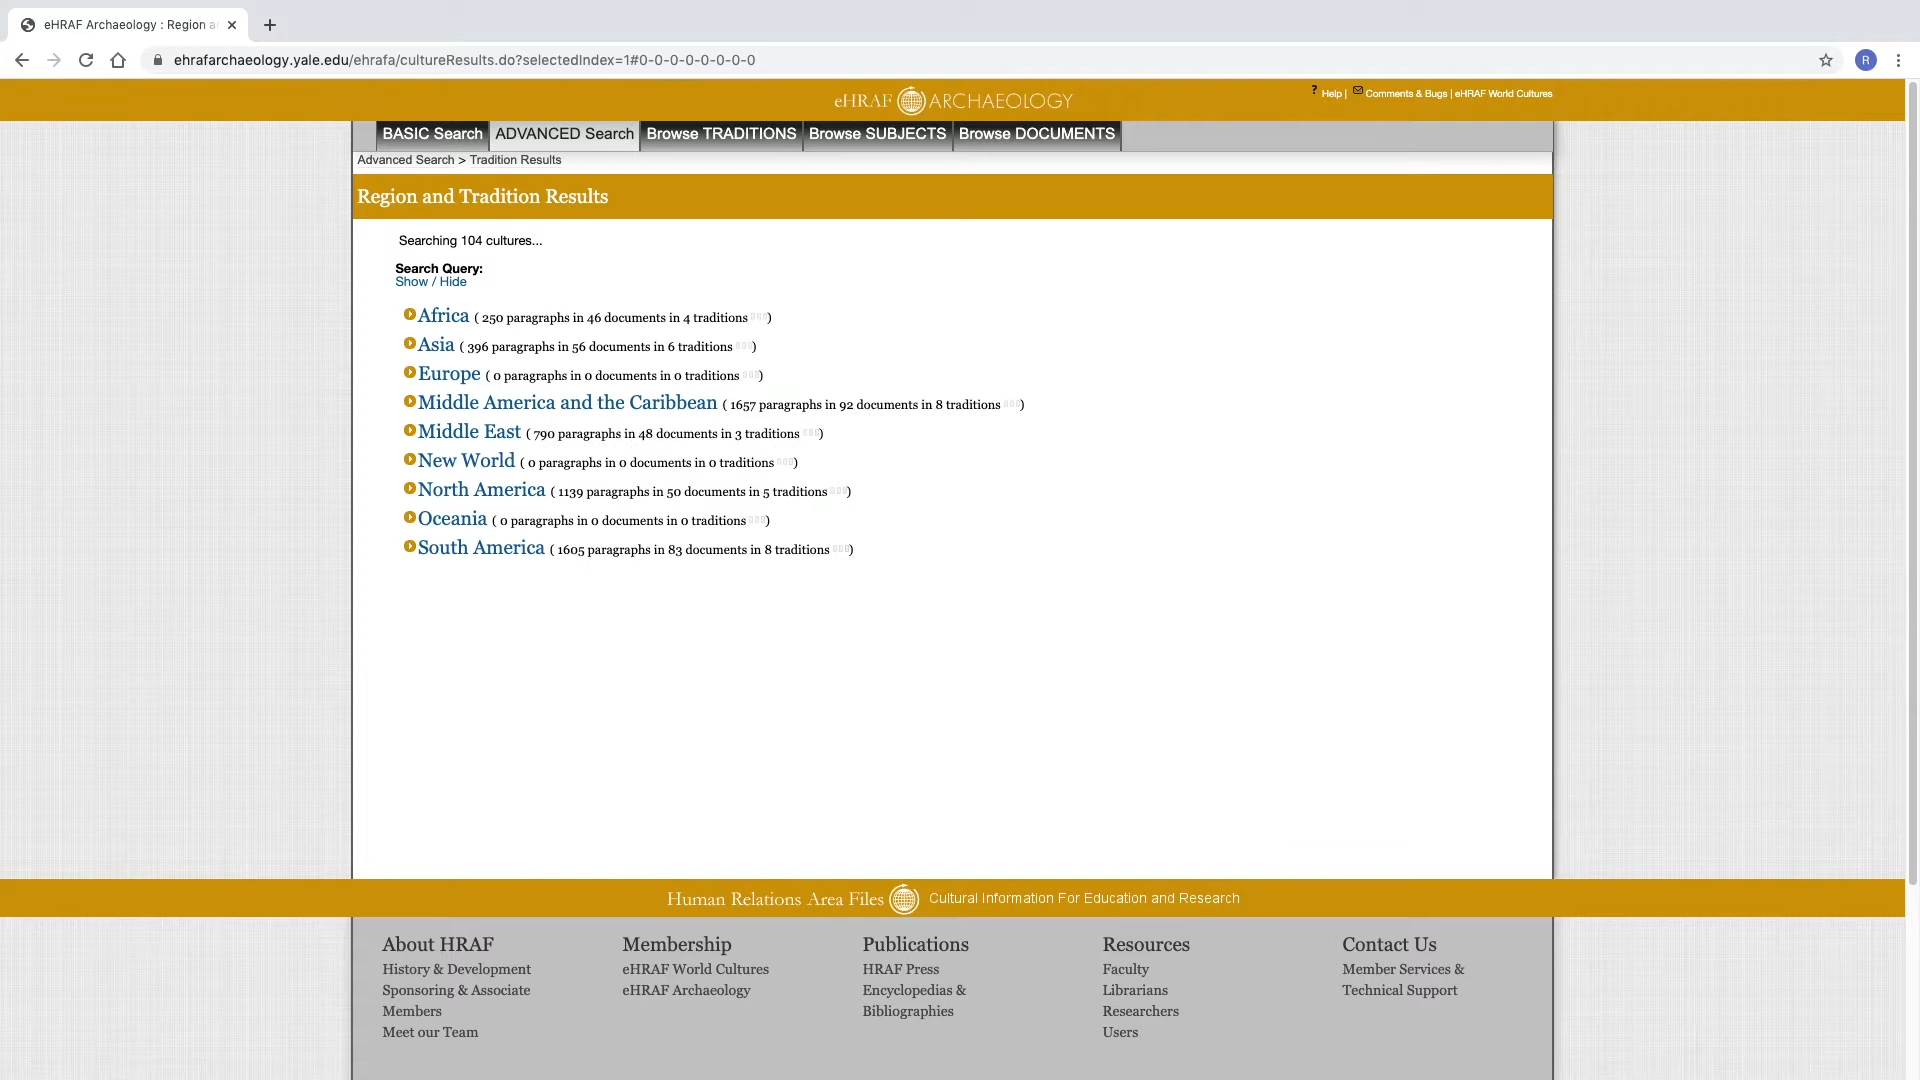 eHRAF Archaeology : Region a
ehrafarchaeology.yale.edu/ehrafa/cultureResults.do?selectedIndex=1#0-0-0-0-0-0-0-0
R
eHRAF ARCHAEOLOGY
? Help | Comments & Bugs | eHRAF World Cultures
BASIC Search ADVANCED Search Browse TRADITIONS Browse SUBJECTS Browse DOCUMENTS
Advanced Search > Tradition Results
Region and Tradition Results
Searching 104 cultures...
Search Query:
Show / Hide
Africa ( 250 paragraphs in 46 documents in 4 traditions )
Asia ( 396 paragraphs in 56 documents in 6 traditions )
Europe ( 0 paragraphs in 0 documents in 0 traditions )
Middle America and the Caribbean ( 1657 paragraphs in 92 documents in 8 traditions )
Middle East ( 790 paragraphs in 48 documents in 3 traditions )
New World ( 0 paragraphs in 0 documents in 0 traditions )
North America ( 1139 paragraphs in 50 documents in 5 traditions )
Oceania ( 0 paragraphs in 0 documents in 0 traditions )
South America ( 1605 paragraphs in 83 documents in 8 traditions )
Human Relations Area Files Cultural Information For Education and Research
About HRAF
History & Development
Sponsoring & Associate
Members
Meet our Team
Membership
eHRAF World Cultures
eHRAF Archaeology
Publications
HRAF Press
Encyclopedias &
Bibliographies
Resources
Faculty
Librarians
Researchers
Users
Contact Us
Member Services &
Technical Support